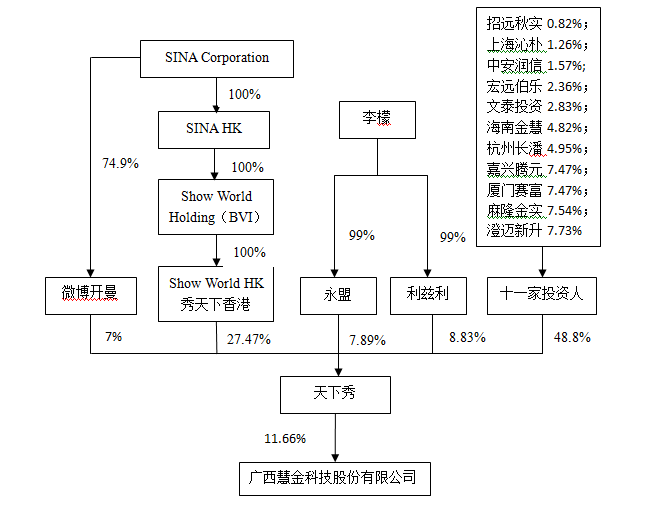 SINA Corporation
100%
SINA HK
100%
Show World
Holding（BVI）
100%
Show World HK
秀天下香港
74.9%
微博开曼
李檬
99%
99%
永盟
利兹利
招远秋实 0.82%；
上海沁朴 1.26%；
中安润信 1.57%;
宏远伯乐 2.36%；
文泰投资 2.83%；
海南金慧 4.82%；
杭州长潘 4.95%；
嘉兴腾元 7.47%；
厦门赛富 7.47%；
麻隆金实 7.54%；
澄迈新升 7.73%
十一家投资人
7%
27.47%
7.89%
8.83%
48.8%
天下秀
11.66%
广西慧金科技股份有限公司